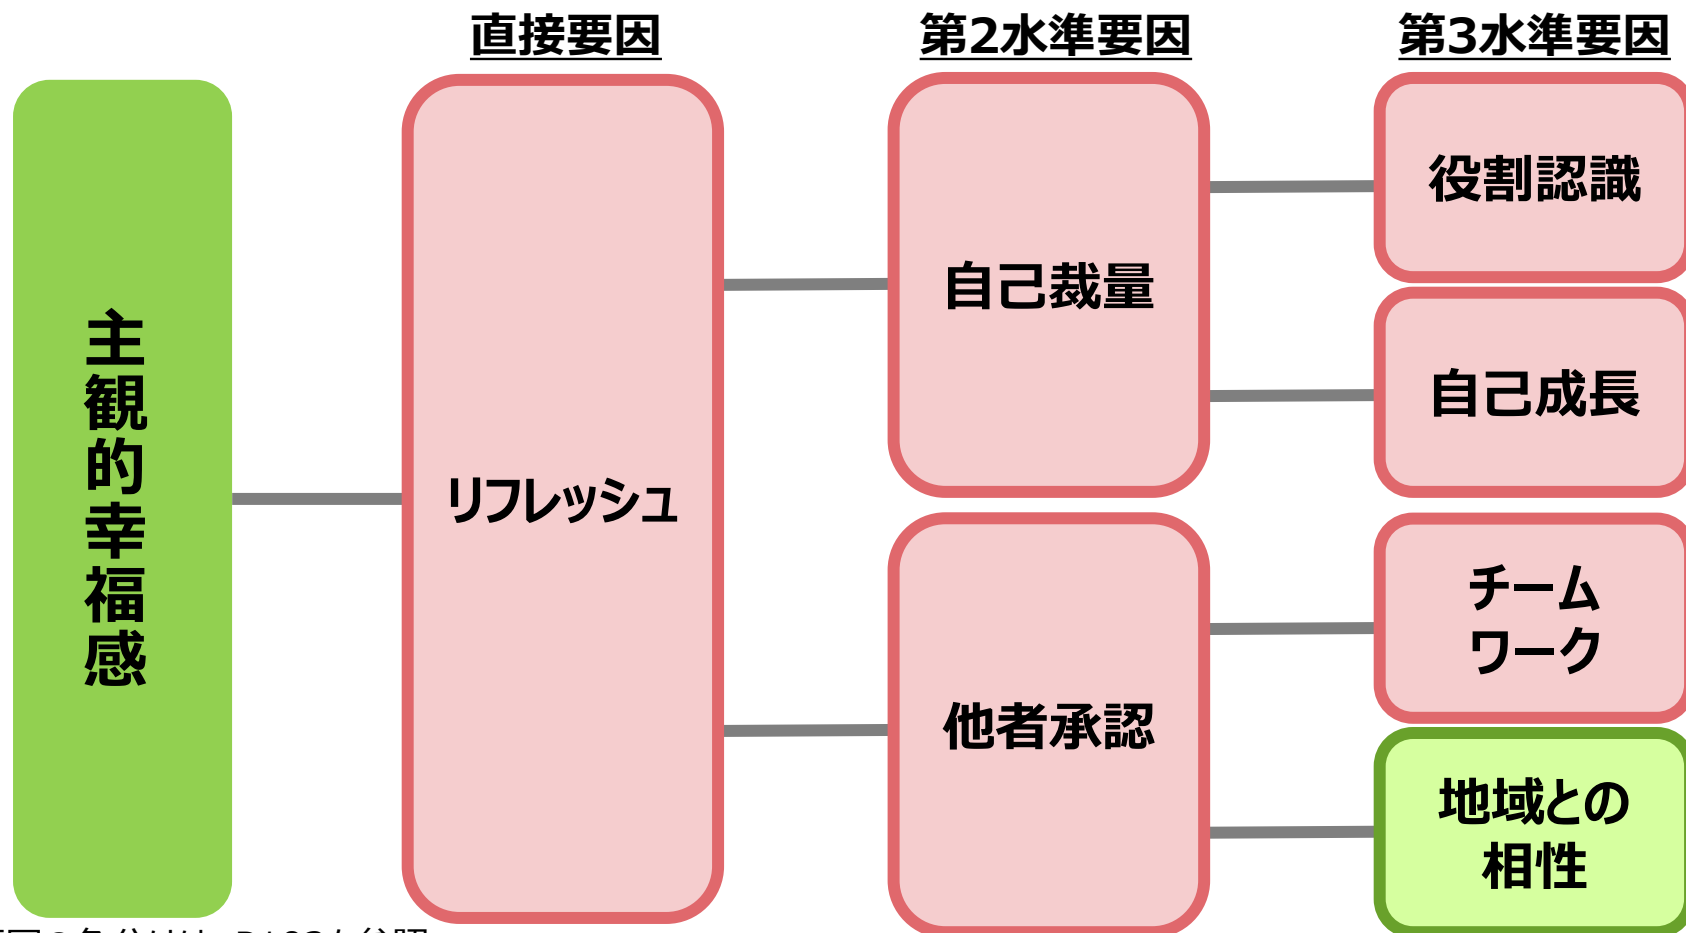 直接要因
第2水準要因
第3水準要因
主観的幸福感
リフレッシュ
自己裁量
他者承認
役割認識
自己成長
チーム
ワーク
地域との
相性